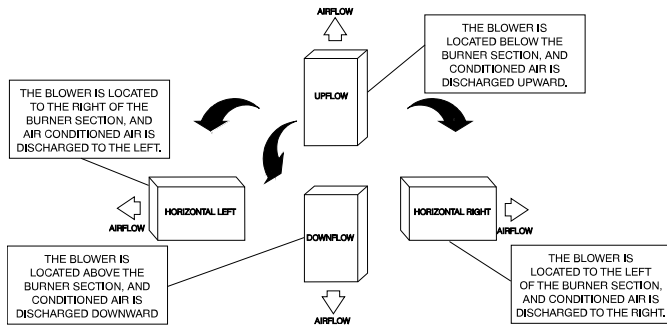 AIRFLOW
THE BLOWER IS
LOCATED BELOW THE
BURNER SECTION, AND
CONDITIONED AIR IS
DISCHARGED UPWARD.
UPFLOW
THE BLOWER IS LOCATED
TO THE RIGHT OF THE
BURNER SECTION, AND
AIR CONDITIONED AIR IS
DISCHARGED TO THE LEFT.
HORIZONTAL LEFT
AIRFLOW
HORIZONTAL RIGHT
AIRFLOW
DOWNFLOW
AIRFLOW
THE BLOWER IS
LOCATED ABOVE THE
BURNER SECTION, AND
CONDITIONED AIR IS
DISCHARGED DOWNWARD
THE BLOWER IS
LOCATED TO THE LEFT
OF THE BURNER SECTION,
AND CONDITIONED AIR IS
DISCHARGED TO THE RIGHT.